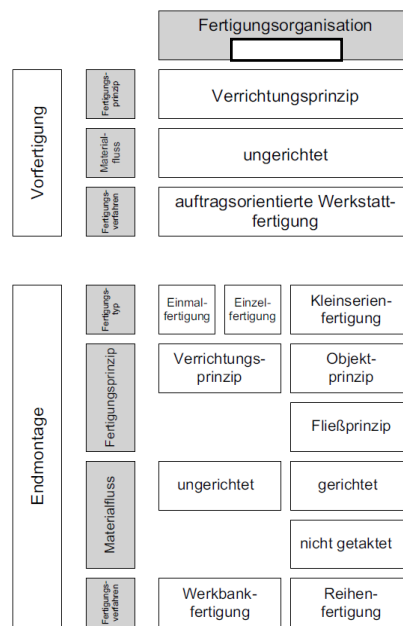 Fertigungsorganisation
Vorfertigung
Fertigungs-
prinzip
Verrichtungsprinzip
Material-
fluss
ungerichtet
Fertigungs-
verfahren
auftragsorientierte Werkstatt-
fertigung
Endmontage
Fertigungs-
typ
Einmal-
fertigung
Einzel-
fertigung
Kleinserien-
fertigung
Fertigungsprinzip
Verrichtungs-
prinzip
Objekt-
prinzip
Fließprinzip
Materialfluss
ungerichtet
gerichtet
nicht getaktet
Fertigungs-
verfahren
Werkbank-
fertigung
Reihen-
fertigung